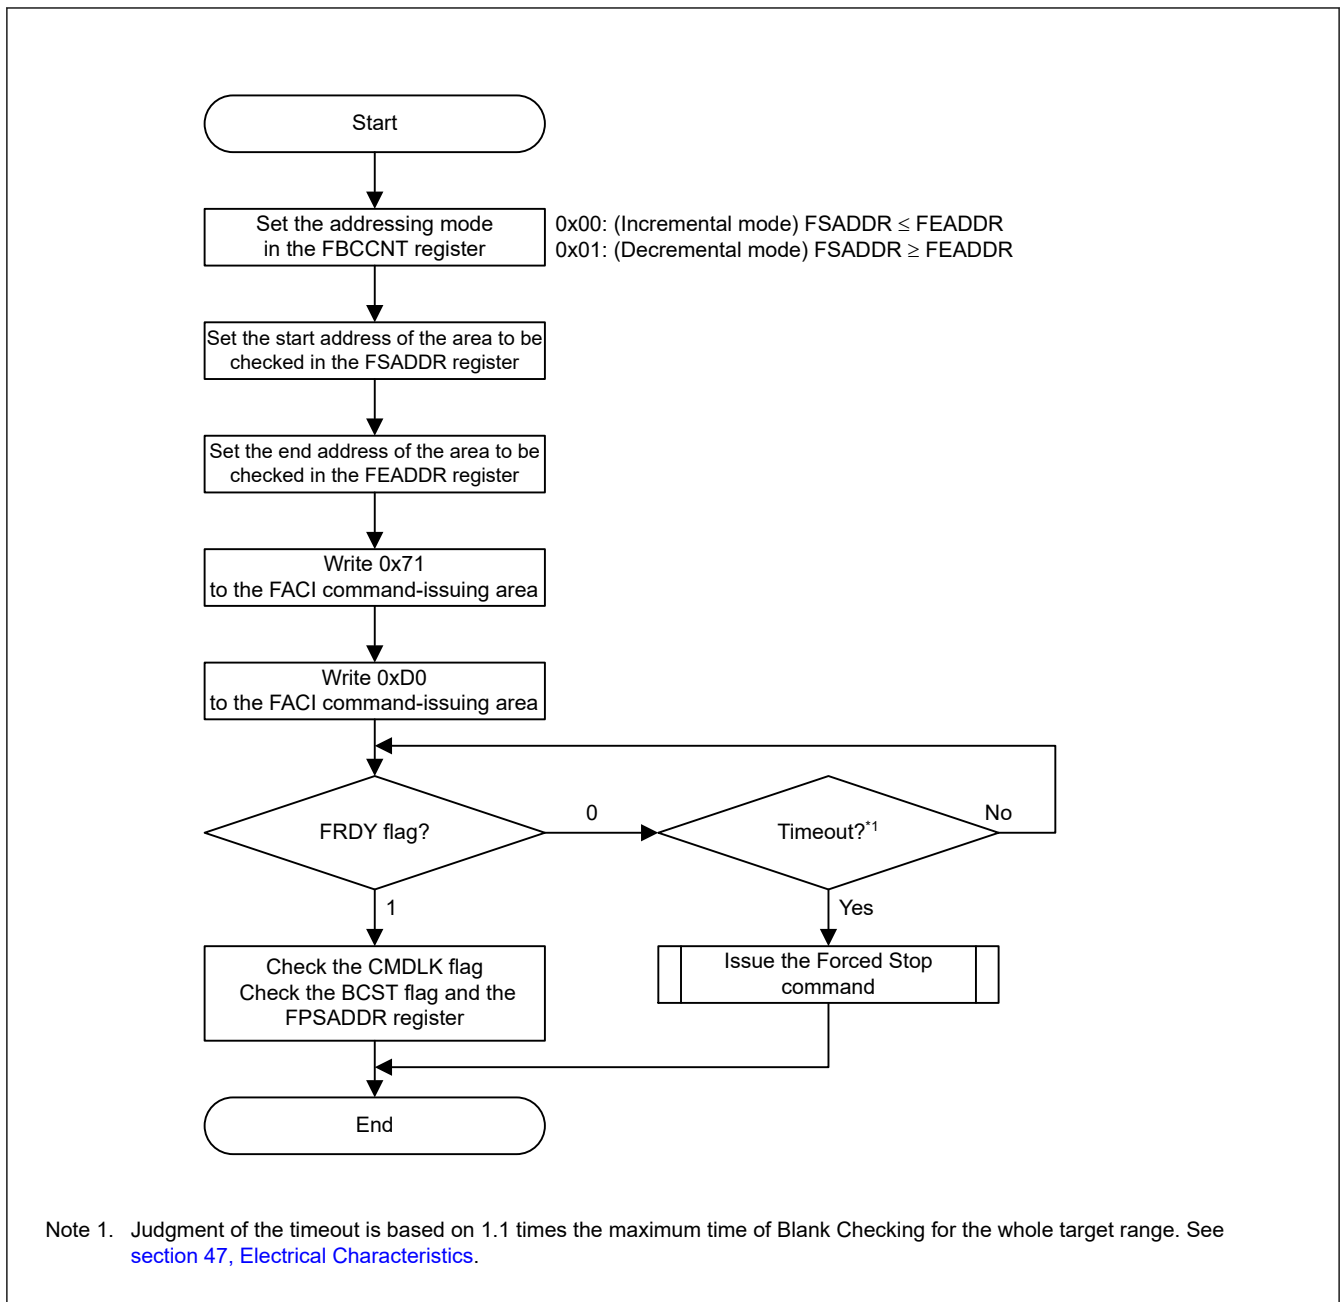 Start
Set the addressing mode
in the FBCCNT register
0x00: (Incremental mode) FSADDR ≤ FEADDR
0x01: (Decremental mode) FSADDR ≥ FEADDR
Set the start address of the area to be
checked in the FSADDR register
Set the end address of the area to be
checked in the FEADDR register
Write 0x71
to the FACI command-issuing area
Write 0xD0
to the FACI command-issuing area
FRDY flag?
0
Timeout?*1
No
1
Yes
Check the CMDLK flag
Check the BCST flag and the
FPSADDR register
Issue the Forced Stop
command
End
Note 1. Judgment of the timeout is based on 1.1 times the maximum time of Blank Checking for the whole target range. See
section 47, Electrical Characteristics.